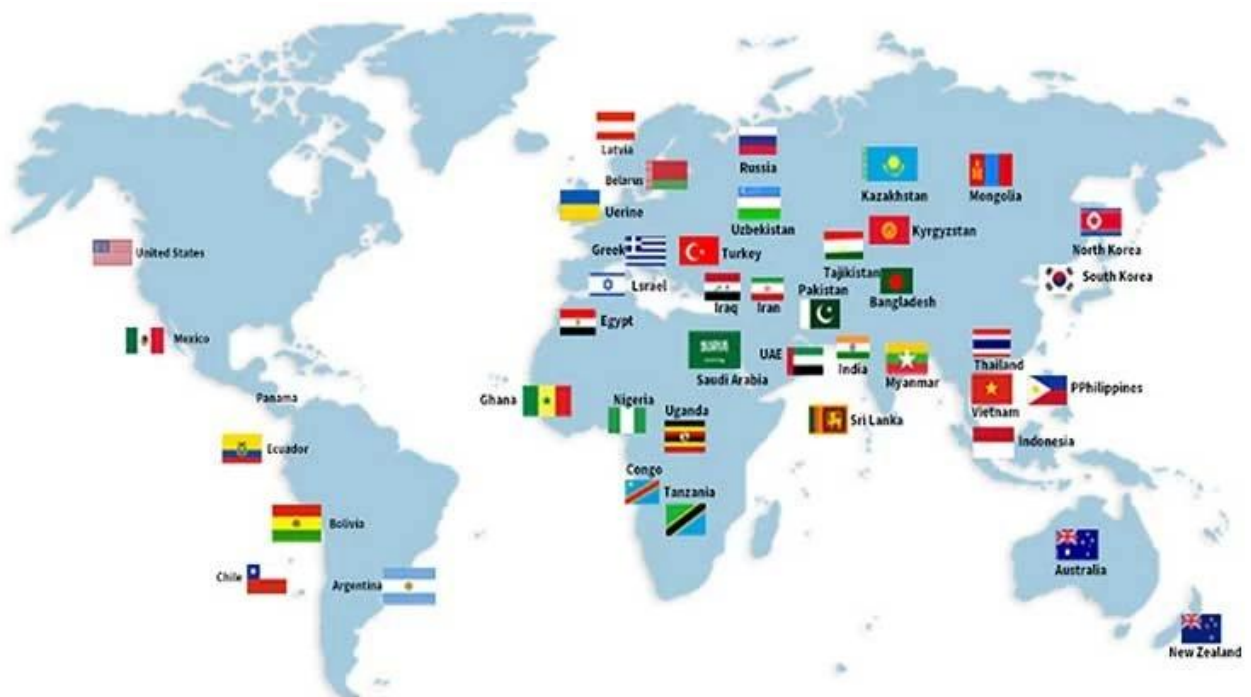 Latvia
Russia
Belarus
Kazakhstan
Mongolia
Uerine
Uzbekistan
Kyrgyzstan
North Korea
United States
Greek
Turkey
Tajikistan
South Korea
Lsrael
Iraq
Iran
Pakistan
Bangladesh
Egypt
Mexico
Saudi Arabia
UAE
India
Myanmar
Thailand
Panama
Ghana
Nigeria
Uganda
Sri Lanka
Vietnam
PPhilippines
Ecuador
Indonesia
Congo
Tanzania
Bolivia
Chile
Argentina
Australia
New Zealand